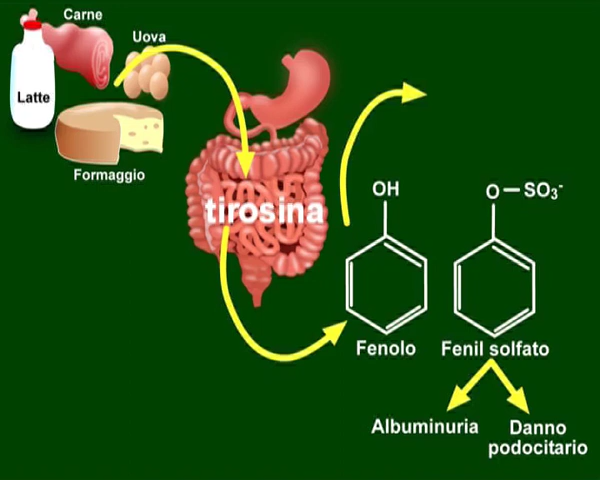 Carne
Uova
Latte
Formaggio
tirosina
OH
O—SO₃⁻
Fenolo
Fenil solfato
Albuminuria
Danno
podocitario